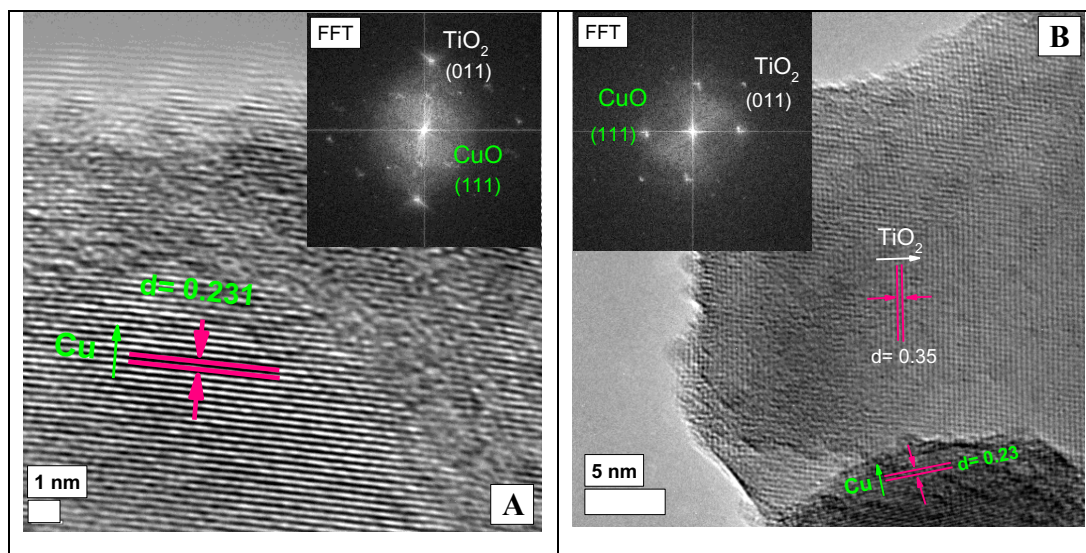 FFT
TiO2
(011)
CuO
(111)
d= 0.231
Cu
1 nm
A
FFT
B
TiO2
(011)
CuO
(111)
TiO2
d= 0.35
d= 0.23
Cu
5 nm